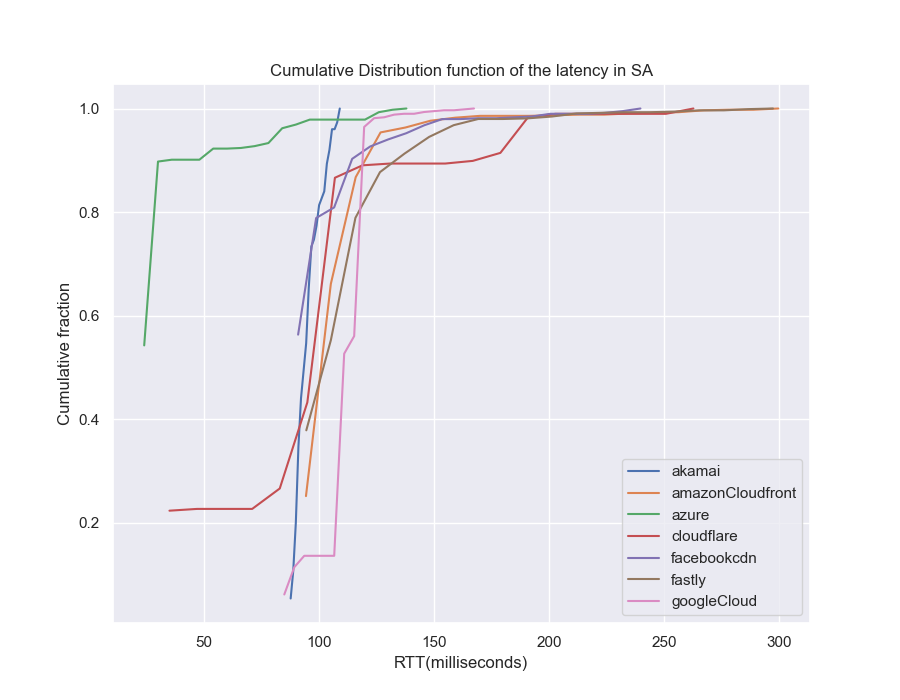 Cumulative Distribution function of the latency in SA
1.0
0.8
0.6
0.4
0.2
Cumulative fraction
akamai
amazonCloudfront
azure
cloudflare
facebookcdn
fastly
googleCloud
50 100 150 200 250 300
RTT(milliseconds)